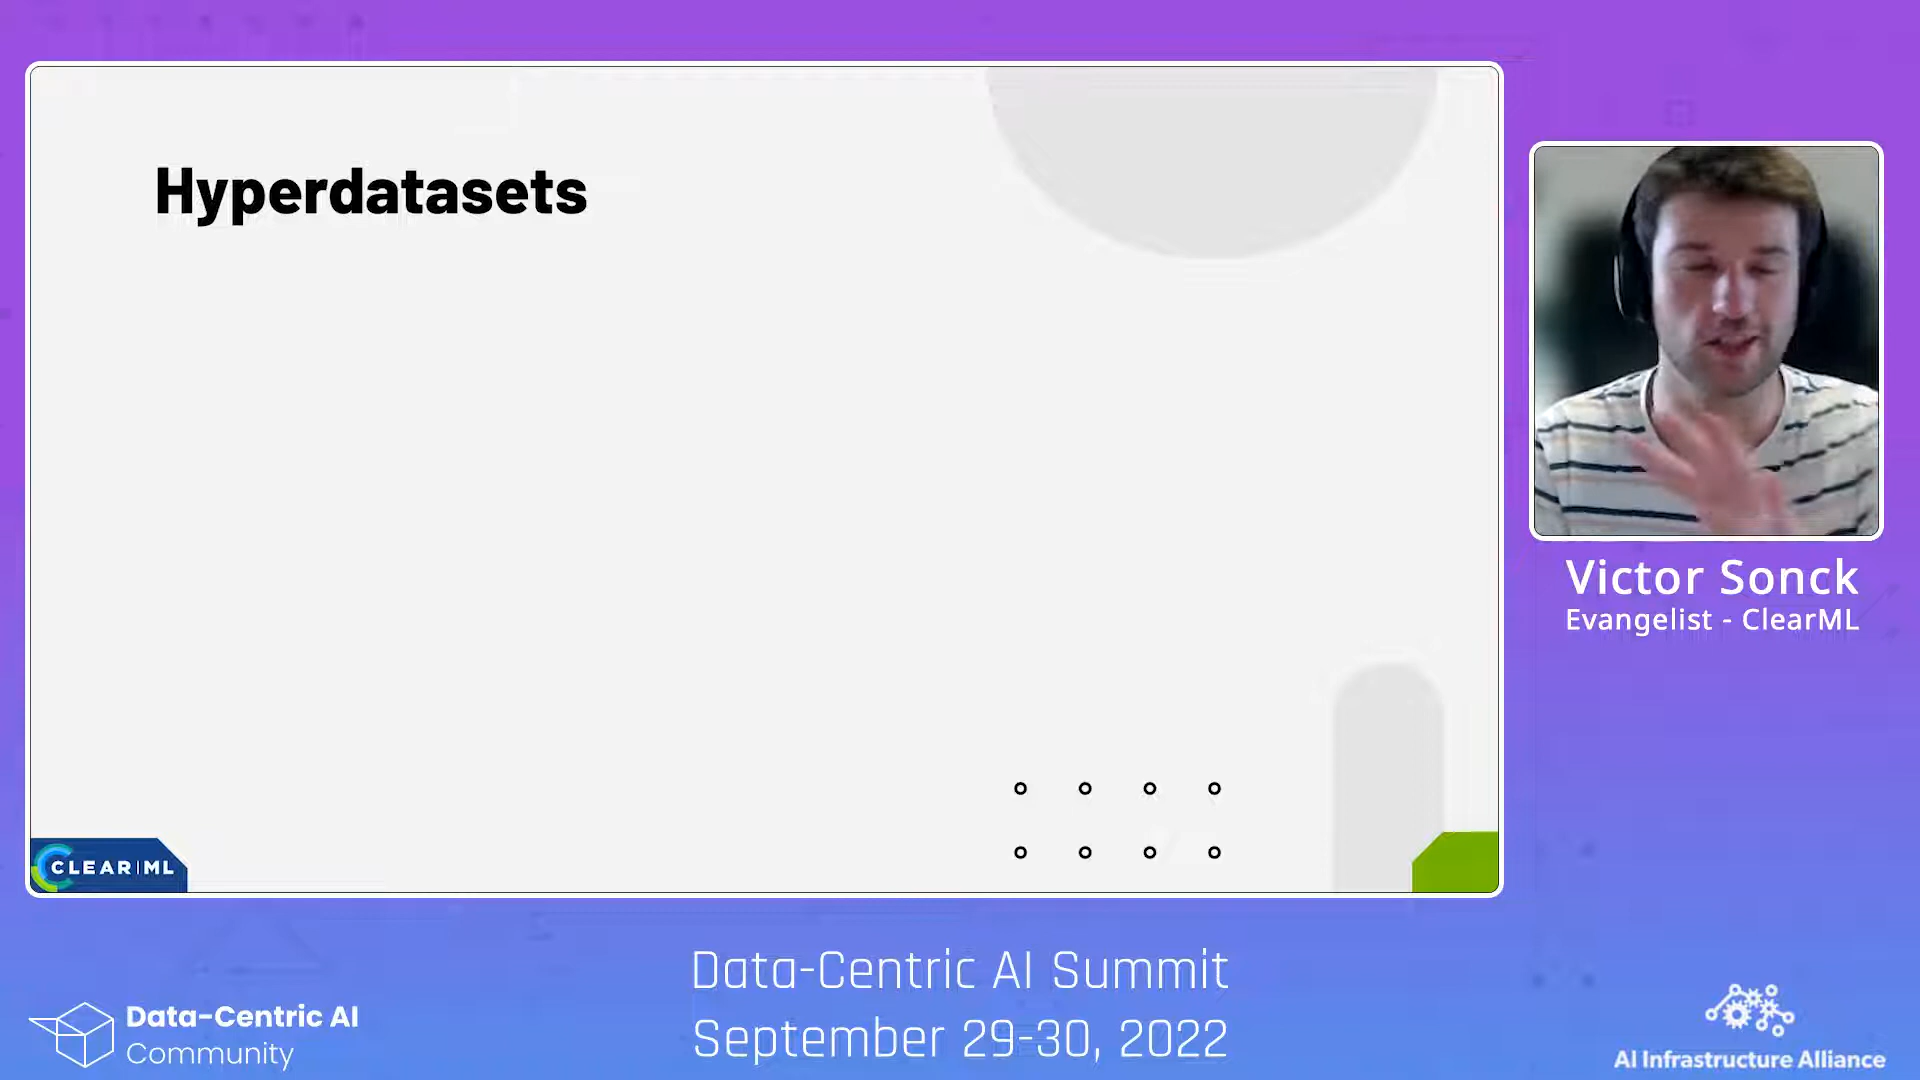 Hyperdatasets
CLEAR|ML
Victor Sonck
Evangelist - ClearML
Data-Centric AI Summit
September 29-30, 2022
Data-Centric AI
Community
AI Infrastructure Alliance